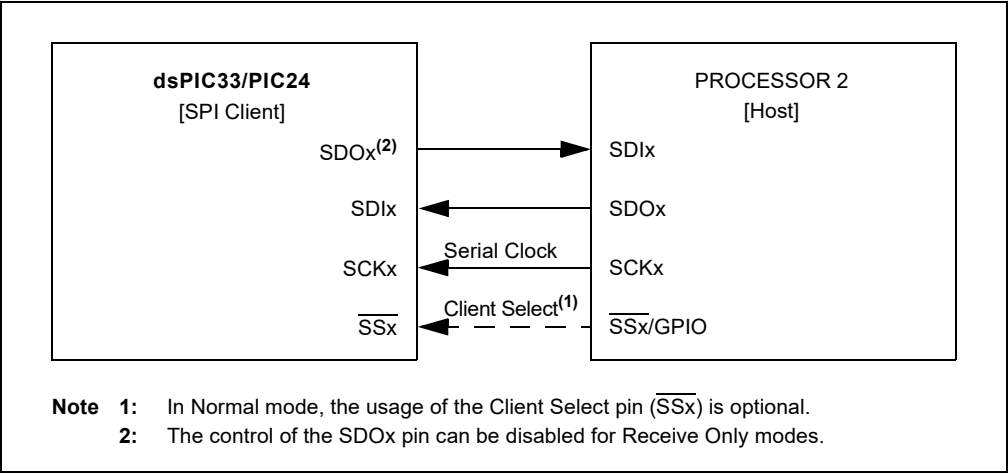 dsPIC33/PIC24
[SPI Client]
PROCESSOR 2
[Host]
SDOx(2)
SDIx
SDIx
SDOx
Serial Clock
SCKx
SCKx
Client Select(1)
SSx
SSx/GPIO
Note 1: In Normal mode, the usage of the Client Select pin (SSx) is optional.
2: The control of the SDOx pin can be disabled for Receive Only modes.